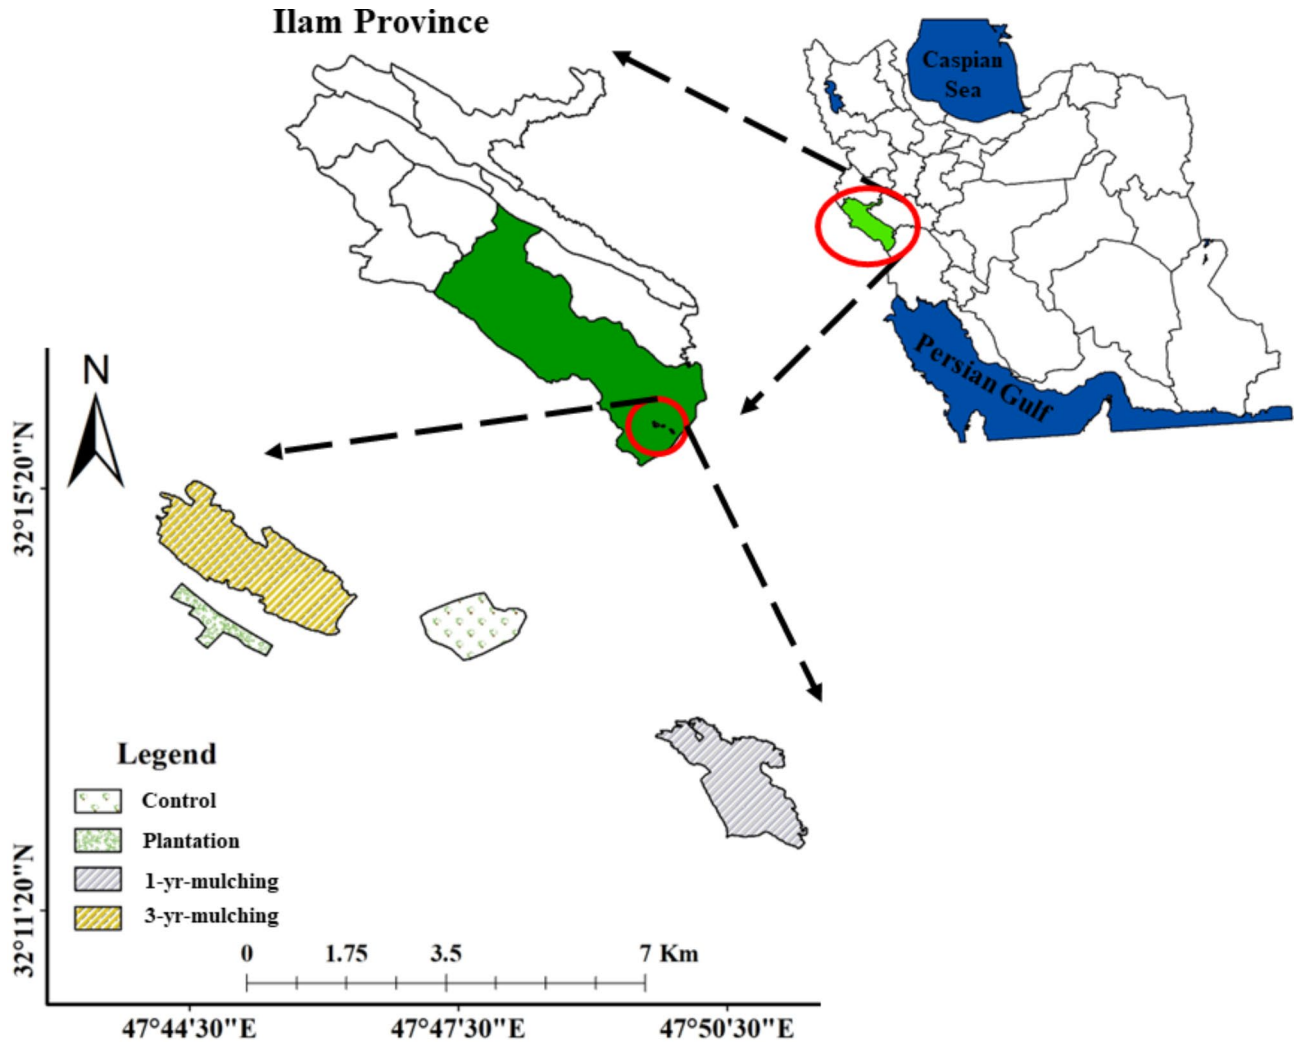 Ilam Province
Caspian
Sea
Persian Gulf
N
32°15'20"N
32°11'20"N
Legend
Control
Plantation
1-yr-mulching
3-yr-mulching
0 1.75 3.5 7 Km
47°44'30"E 47°47'30"E 47°50'30"E